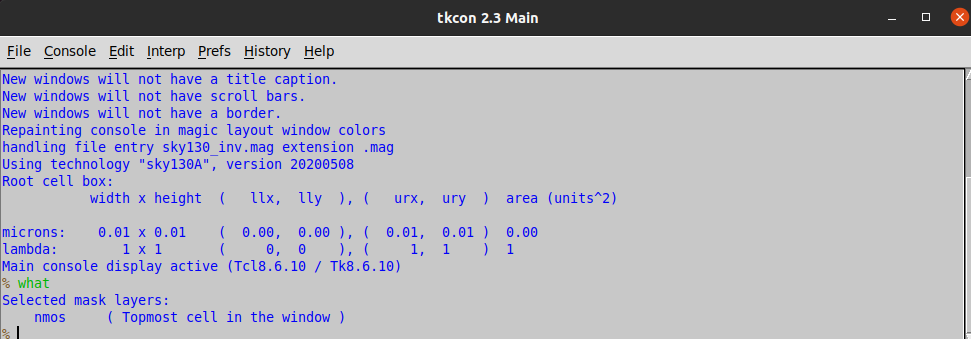 tkcon 2.3 Main
File Console Edit Interp Prefs History Help
New windows will not have a title caption.
New windows will not have scroll bars.
New windows will not have a border.
Repainting console in magic layout window colors
handling file entry sky130_inv.mag extension .mag
Using technology "sky130A", version 20200508
Root cell box:
           width x height  (   llx,  lly  ), (   urx,  ury  )  area (units^2)
microns:    0.01 x 0.01    (  0.00,  0.00 ), (  0.01,  0.01 )  0.00
lambda:        1 x 1       (     0,  0    ), (     1,  1    )  1
Main console display active (Tcl8.6.10 / Tk8.6.10)
% what
Selected mask layers:
    nmos     ( Topmost cell in the window )
%